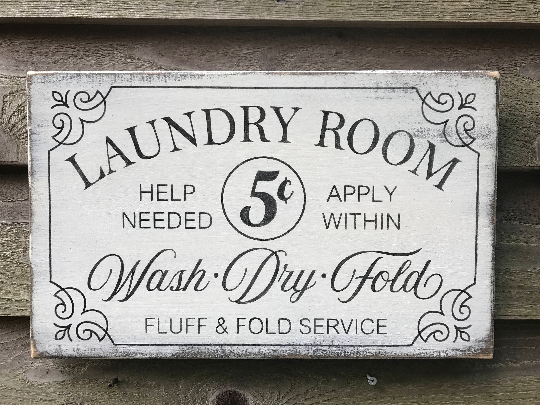 LAUNDRY ROOM
HELP NEEDED
5¢
APPLY WITHIN
Wash · Dry · Fold
FLUFF & FOLD SERVICE